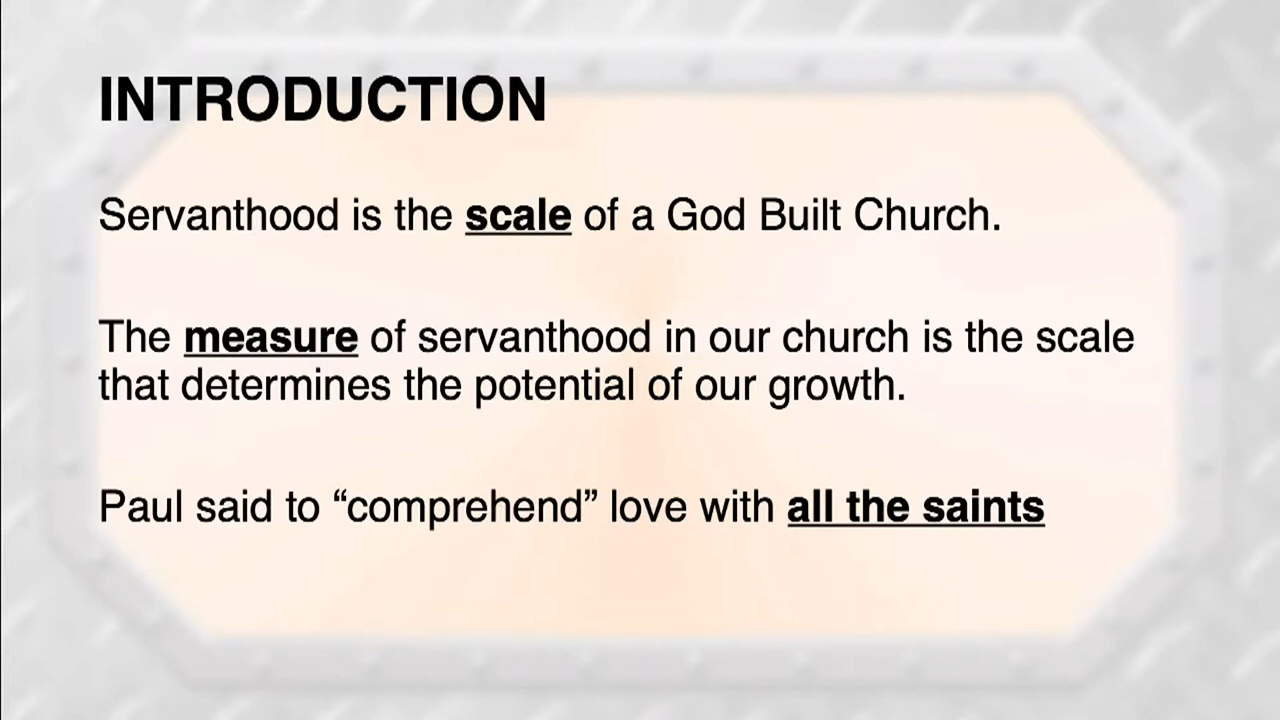 INTRODUCTION
Servanthood is the scale of a God Built Church.
The measure of servanthood in our church is the scale
that determines the potential of our growth.
Paul said to “comprehend” love with all the saints